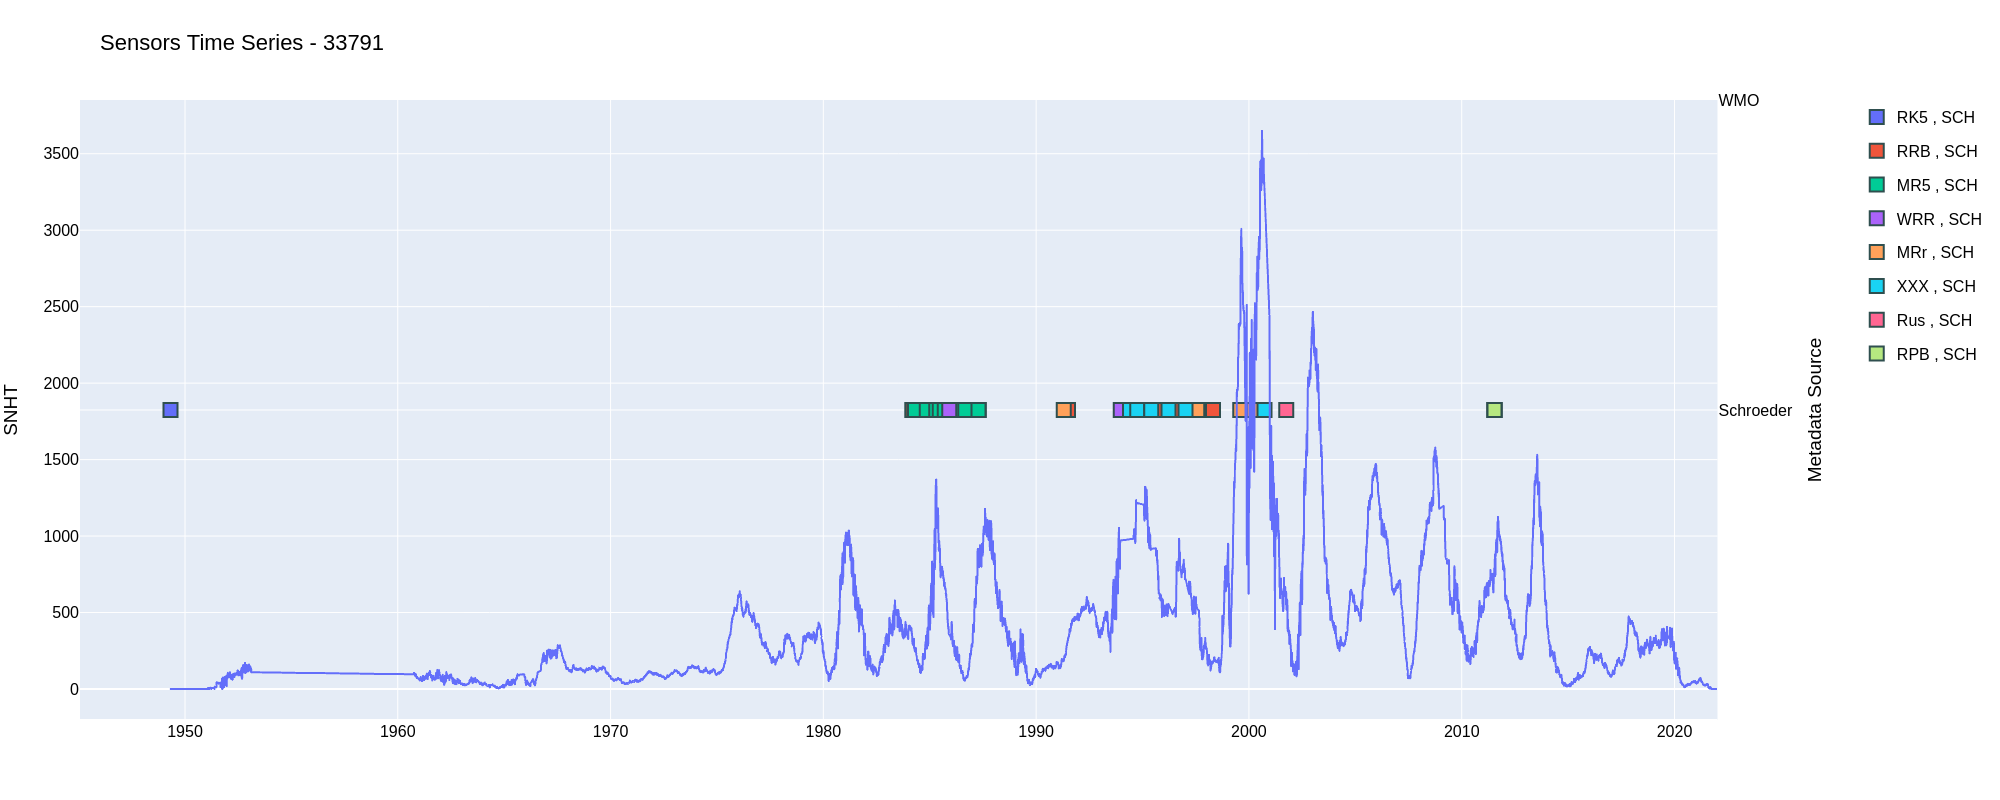 Sensors Time Series - 33791
WMO
3500
3000
2500
2000
1500
1000
500
0
SNHT
Schroeder
Metadata Source
1950
1960
1970
1980
1990
2000
2010
2020
RK5 , SCH
RRB , SCH
MR5 , SCH
WRR , SCH
MRr , SCH
XXX , SCH
Rus , SCH
RPB , SCH